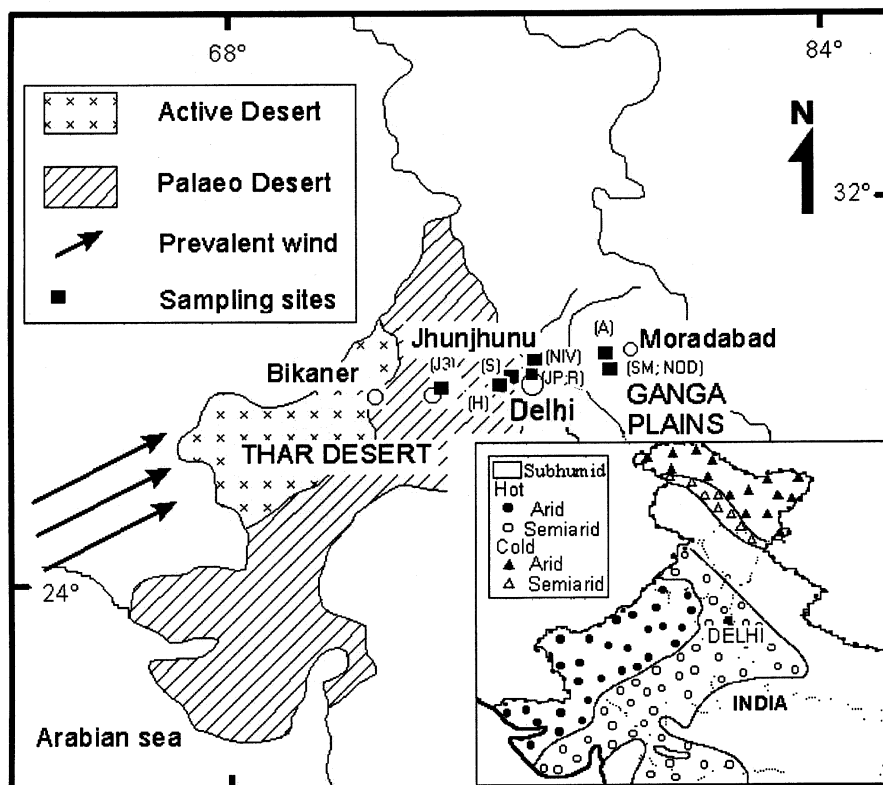 68°
84°
N
32°
Active Desert
Palaeo Desert
Prevalent wind
Sampling sites
Jhunjhunu
(J3)
(S)
(H)
(NIV)
(JP;R)
Delhi
(A)
Moradabad
(SM; NOD)
GANGA
PLAINS
Bikaner
THAR DESERT
24°
Arabian sea
Subhumid
Hot
Arid
Semiarid
Cold
Arid
Semiarid
DELHI
INDIA